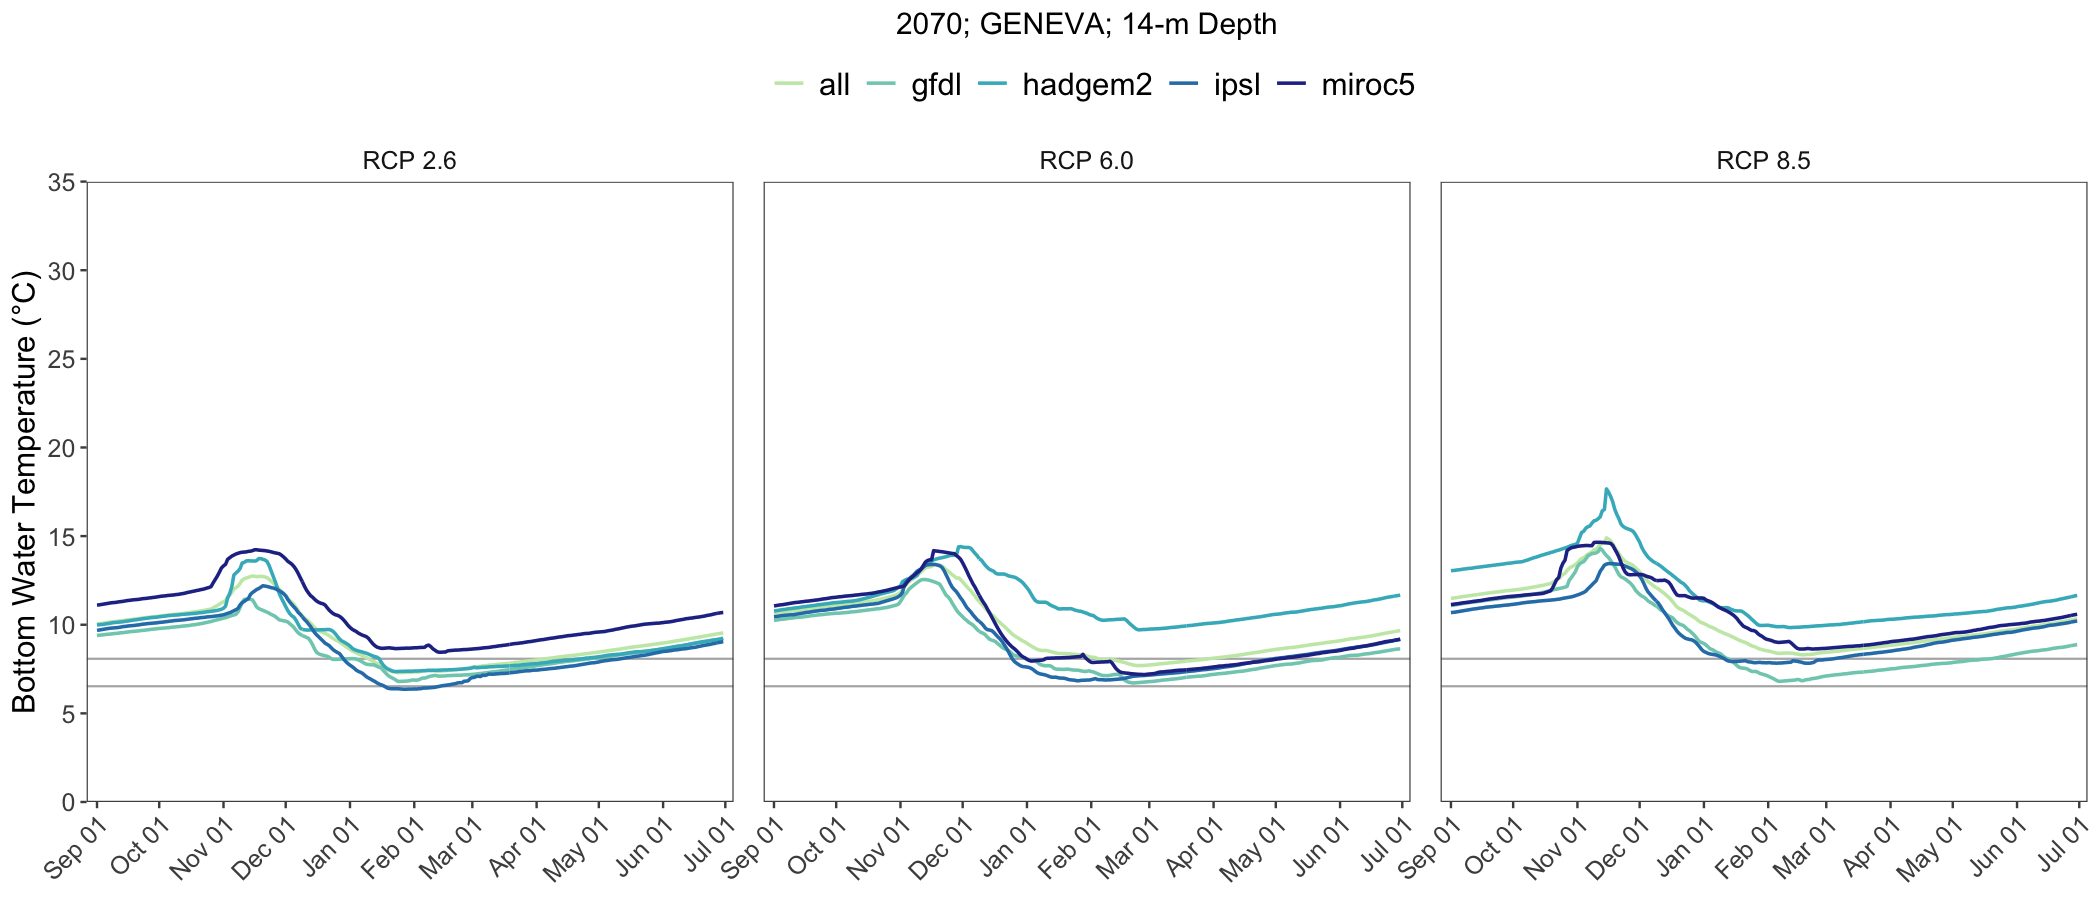 2070; GENEVA; 14-m Depth
all gfdl hadgem2 ipsl miroc5
RCP 2.6 RCP 6.0 RCP 8.5
Bottom Water Temperature (°C)
35
30
25
20
15
10
5
0
Sep 01 Oct 01 Nov 01 Dec 01 Jan 01 Feb 01 Mar 01 Apr 01 May 01 Jun 01 Jul 01
Sep 01 Oct 01 Nov 01 Dec 01 Jan 01 Feb 01 Mar 01 Apr 01 May 01 Jun 01 Jul 01
Sep 01 Oct 01 Nov 01 Dec 01 Jan 01 Feb 01 Mar 01 Apr 01 May 01 Jun 01 Jul 01